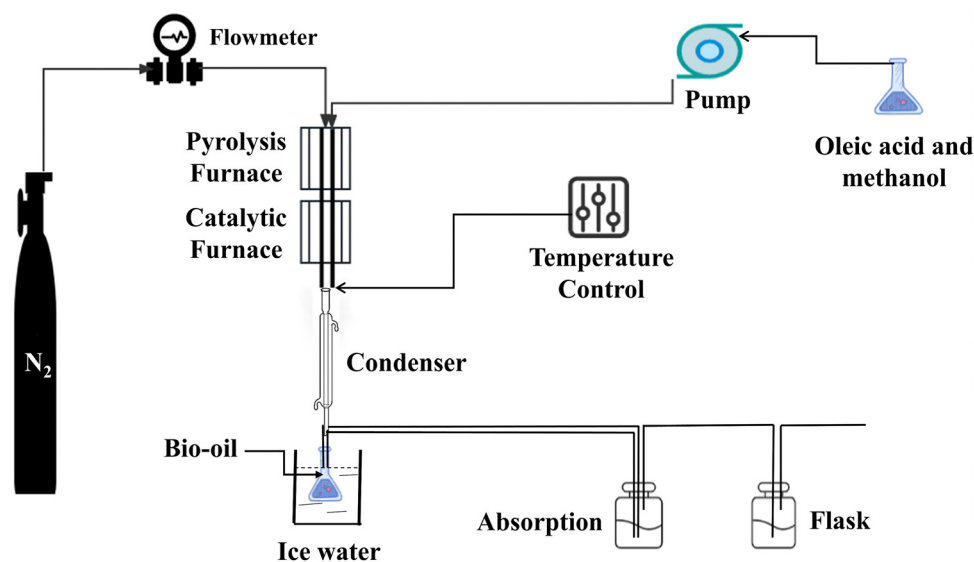 Flowmeter
Pump
Oleic acid and
methanol
Pyrolysis
Furnace
Catalytic
Furnace
Temperature
Control
N₂
Condenser
Bio-oil
Ice water
Absorption
Flask